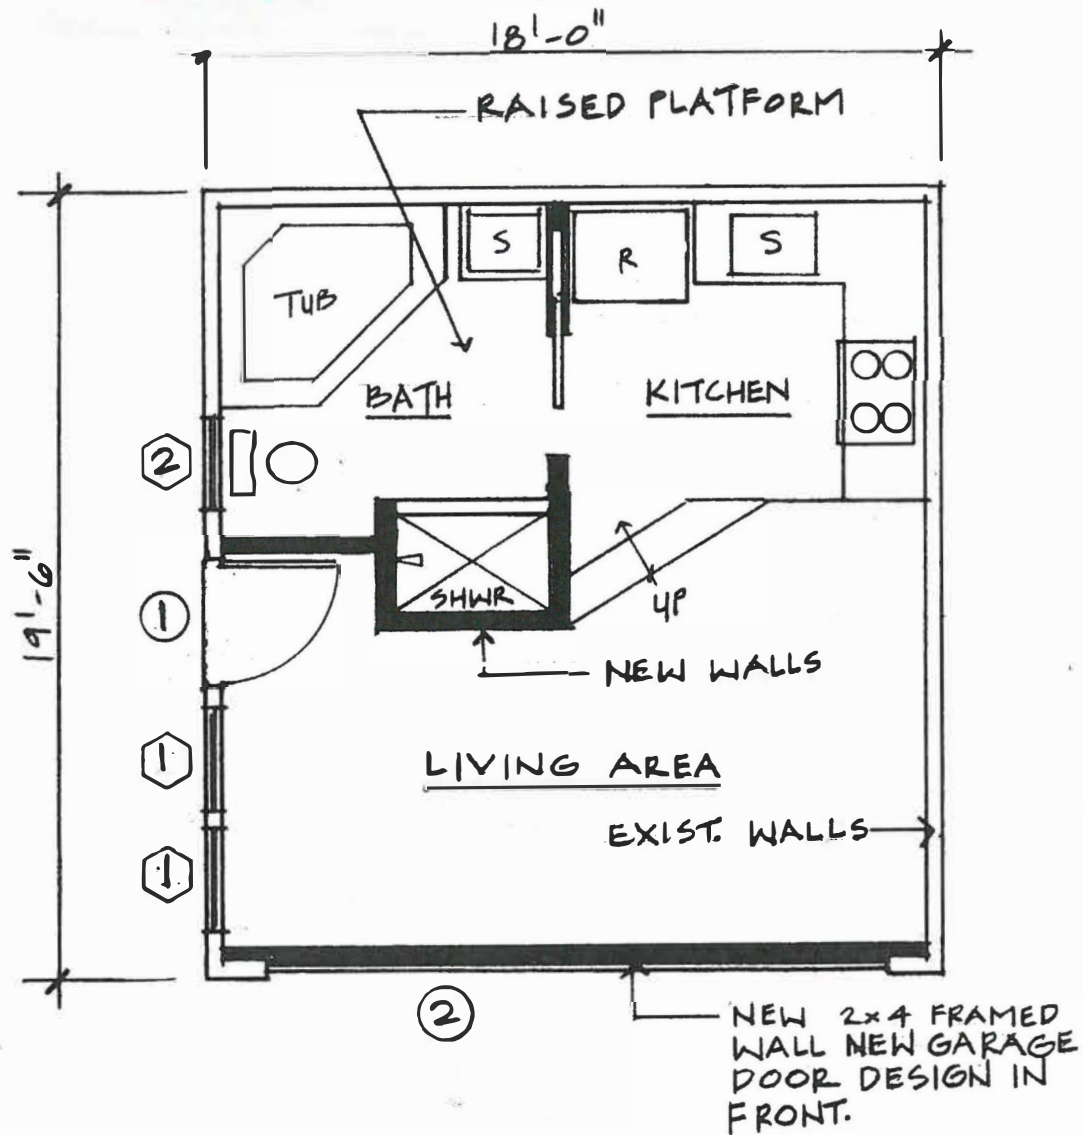 18'-0"
RAISED PLATFORM
S
R
S
TUB
BATH
KITCHEN
2
19'-6"
1
SHWR
UP
NEW WALLS
1
LIVING AREA
EXIST. WALLS
1
2
NEW 2x4 FRAMED
WALL NEW GARAGE
DOOR DESIGN IN
FRONT.